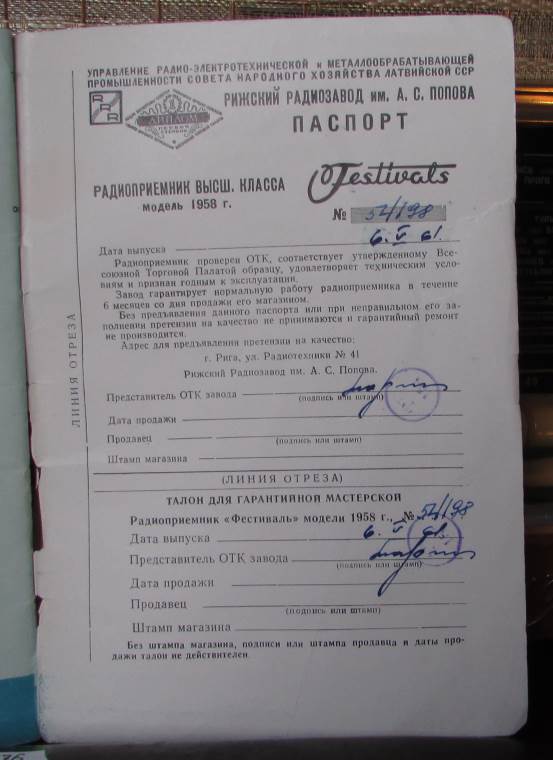 УПРАВЛЕНИЕ РАДИО-ЭЛЕКТРОТЕХНИЧЕСКОЙ и МЕТАЛЛООБРАБАТЫВАЮЩЕЙ
ПРОМЫШЛЕННОСТИ СОВЕТА НАРОДНОГО ХОЗЯЙСТВА ЛАТВИЙСКОЙ ССР
ДИПЛОМ
ПЕРВОЙ
СТЕПЕНИ
РИЖСКИЙ РАДИОЗАВОД им. А. С. ПОПОВА
ПАСПОРТ
РАДИОПРИЕМНИК ВЫСШ. КЛАССА
МОДЕЛЬ 1958 г.
Festivals
№ 54198
Дата выпуска 6. V 61.
Радиоприемник проверен ОТК, соответствует утвержденному Все-
союзной Торговой Палатой образцу, удовлетворяет техническим усло-
виям и признан годным к эксплуатации.
Завод гарантирует нормальную работу радиоприемника в течение
6 месяцев со дня продажи его магазином.
Без предъявления данного паспорта или при неправильном его за-
полнении претензии на качество не принимаются и гарантийный ремонт
не производится.
Адрес для предъявления претензии на качество:
г. Рига, ул. Радиотехники № 41
Рижский Радиозавод им. А. С. Попова.
Представитель ОТК завода
(подпись или штамп)
Дата продажи
Продавец
(подпись или штамп)
Штамп магазина
ЛИНИЯ ОТРЕЗА
(ЛИНИЯ ОТРЕЗА)
ТАЛОН ДЛЯ ГАРАНТИЙНОЙ МАСТЕРСКОЙ
Радиоприемник «Фестиваль» модели 1958 г., № 54198
Дата выпуска 6. V 61.
Представитель ОТК завода
(подпись или штамп)
Дата продажи
Продавец
(подпись или штамп)
Штамп магазина
Без штампа магазина, подписи или штампа продавца и даты про-
дажи талон не действителен.